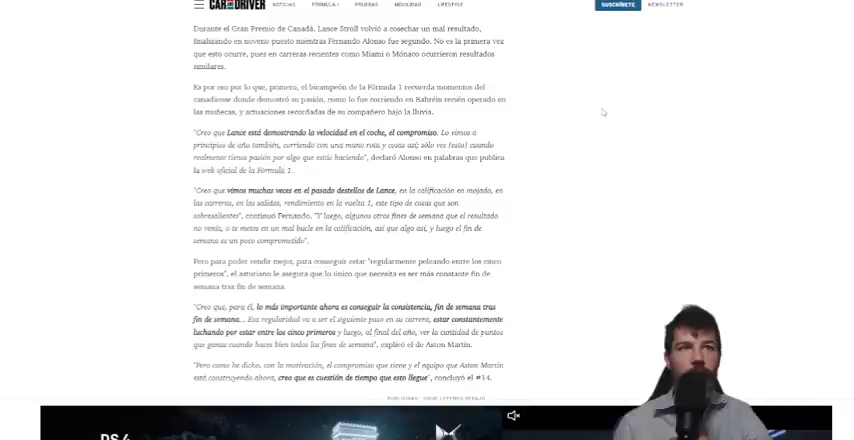 CAR AND DRIVER NOTICIAS FÓRMULA 1 PRUEBAS MOVILIDAD LIFESTYLE SUSCRÍBETE NEWSLETTER
Durante el Gran Premio de Canadá, Lance Stroll volvió a cosechar un mal resultado,
finalizando en noveno puesto mientras Fernando Alonso fue segundo. No es la primera vez
que esto ocurre, pues en carreras recientes como Miami o Mónaco ocurrieron resultados
similares.
Es por eso por lo que, primero, el bicampeón de la Fórmula 1 recuerda momentos del
canadiense donde demostró su pasión, como lo fue corriendo en Bahréin recién operado en
las muñecas, y actuaciones recordadas de su compañero bajo la lluvia.
"Creo que Lance está demostrando la velocidad en el coche, el compromiso. Lo vimos a
principios de año también, corriendo con una mano rota y cosas así; sólo ves [esto] cuando
realmente tienes pasión por algo que estás haciendo", declaró Alonso en palabras que publica
la web oficial de la Fórmula 1.
"Creo que vimos muchas veces en el pasado destellos de Lance, en la calificación en mojado, en
las carreras, en las salidas, rendimiento en la vuelta 1, este tipo de cosas que son
sobresalientes", continuó Fernando. "Y luego, algunos otros fines de semana que el resultado
no venía, o te metes en un mal bucle en la calificación, así que algo así, y luego el fin de
semana es un poco comprometido".
Pero para poder rendir mejor, para conseguir estar "regularmente peleando entre los cinco
primeros", el asturiano le asegura que lo único que necesita es ser más constante fin de
semana tras fin de semana.
"Creo que, para él, lo más importante ahora es conseguir la consistencia, fin de semana tras
fin de semana... Esa regularidad va a ser el siguiente paso en su carrera, estar constantemente
luchando por estar entre los cinco primeros y luego, al final del año, ver la cantidad de puntos
que ganas cuando haces bien todos los fines de semana", explicó el de Aston Martin.
"Pero como he dicho, con la motivación, el compromiso que tiene y el equipo que Aston Martin
está construyendo ahora, creo que es cuestión de tiempo que esto llegue", concluyó el #14.
PUBLICIDAD - SIGUE LEYENDO DEBAJO
DS 4